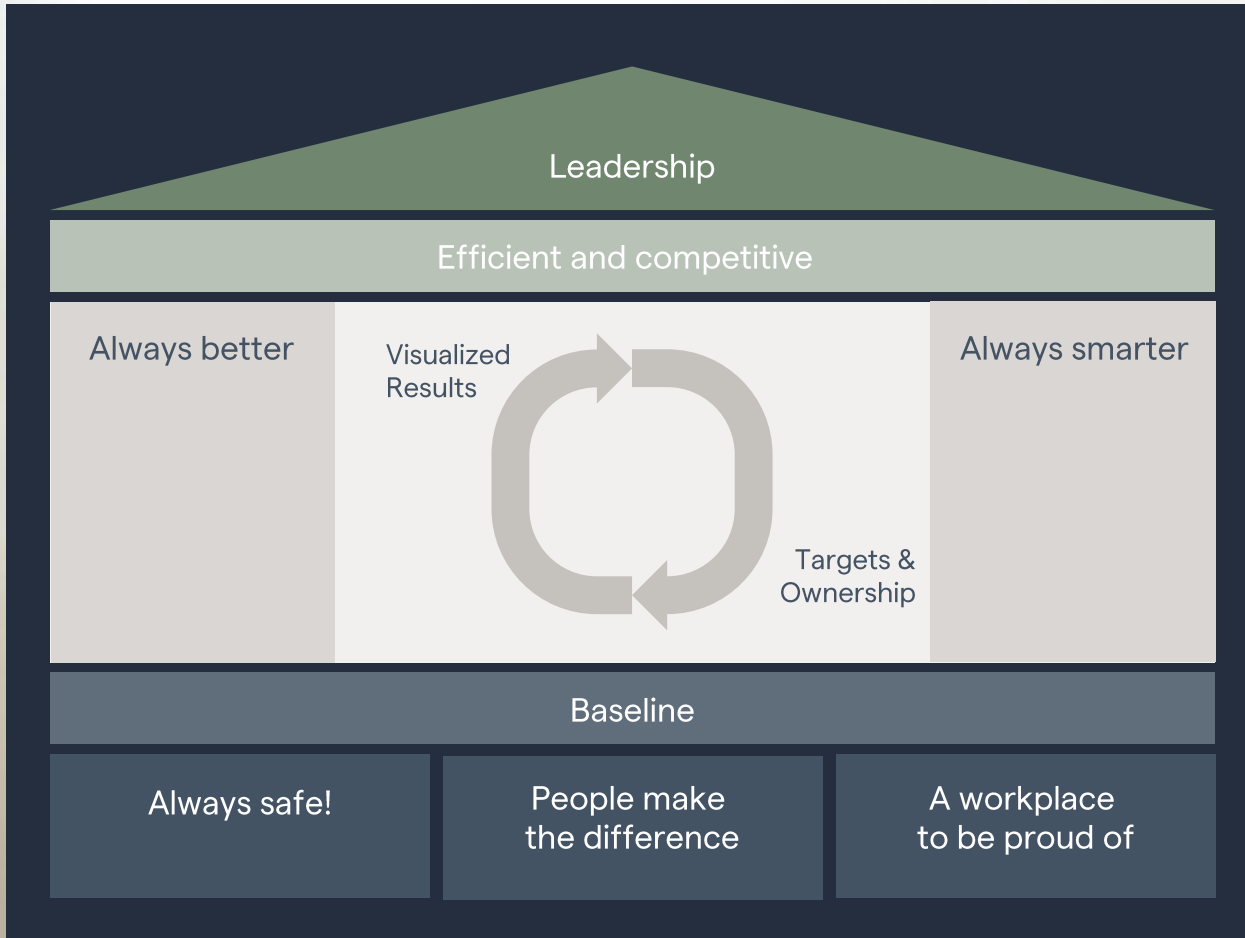 Leadership
Efficient and competitive
Always better
Visualized
Results
Targets &
Ownership
Always smarter
Baseline
Always safe!
People make
the difference
A workplace
to be proud of